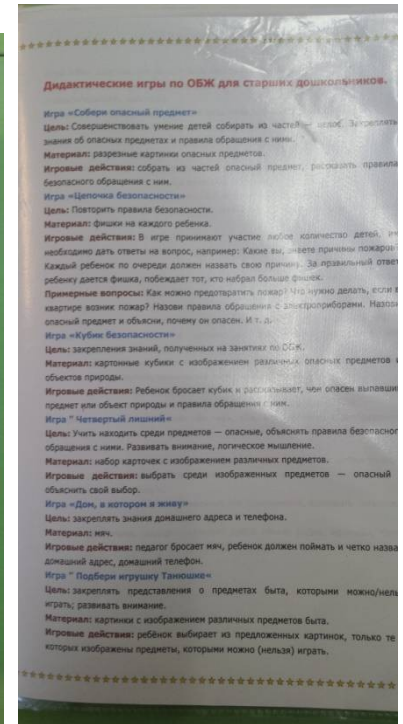 Дидактические игры по ОБЖ для старших дошкольников.
Игра «Собери опасный предмет»
Цель: Совершенствовать умение детей собирать из частей — целое. Закреплять
знания об опасных предметах и правила обращения с ними.
Материал: разрезные картинки опасных предметов.
Игровые действия: собрать из частей опасный предмет, рассказать правила
безопасного обращения с ним.
Игра «Цепочка безопасности»
Цель: Повторить правила безопасности.
Материал: фишки на каждого ребенка.
Игровые действия: В игре принимают участие любое количество детей,
необходимо дать ответы на вопрос, например: Какие вы, знаете причины пожаров
Каждый ребенок по очереди должен назвать свою причину. За правильный ответ
ребенку дается фишка, побеждает тот, кто набрал больше фишек.
Примерные вопросы: Как можно предотвратить пожар? Что нужно делать, если в
квартире возник пожар? Назови правила обращения с электроприборами. Назови
опасный предмет и объясни, почему он опасен. И т. д.
Игра «Кубик безопасности»
Цель: закрепления знаний, полученных на занятиях по ОБЖ.
Материал: картонные кубики с изображением различных опасных предметов и
объектов природы.
Игровые действия: Ребенок бросает кубик и рассказывает, чем опасен выпавший
предмет или объект природы и правила обращения с ним.
Игра " Четвертый лишний«
Цель: Учить находить среди предметов — опасные, объяснять правила безопасного
обращения с ними. Развивать внимание, логическое мышление.
Материал: набор карточек с изображением различных предметов.
Игровые действия: выбрать среди изображенных предметов — опасный
объяснить свой выбор.
Игра «Дом, в котором я живу»
Цель: закреплять знания домашнего адреса и телефона.
Материал: мяч.
Игровые действия: педагог бросает мяч, ребенок должен поймать и четко назва
домашний адрес, домашний телефон.
Игра " Подбери игрушку Танюшке«
Цель: закреплять представления о предметах быта, которыми можно/нель
играть; развивать внимание.
Материал: картинки с изображением различных предметов быта.
Игровые действия: ребёнок выбирает из предложенных картинок, только те
которых изображены предметы, которыми можно (нельзя) играть.